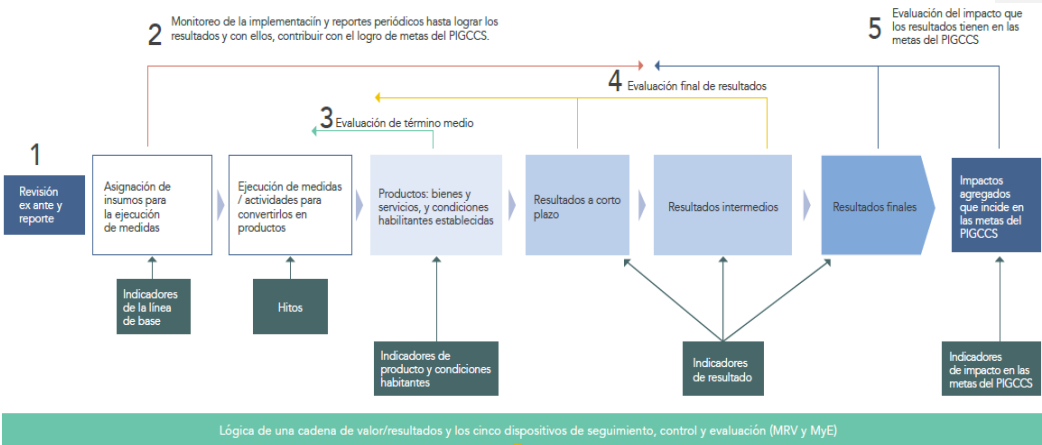 2
Monitoreo de la implementaciín y reportes periódicos hasta lograr los
resultados y con ellos, contribuir con el logro de metas del PIGCCS.
5
Evaluación del impacto que
los resultados tienen en las
metas del PIGCCS
4
Evaluación final de resultados
3
Evaluación de término medio
1
Revisión
ex ante y
reporte
Asignación de
insumos para
la ejecución
de medidas
Ejecución de medidas
/ actividades para
convertirlos en
productos
Productos: bienes y
servicios, y condiciones
habilitantes establecidas
Resultados a corto
plazo
Resultados intermedios
Resultados finales
Impactos
agregados
que incide en
las metas del
PIGCCS
Indicadores
de la línea
de base
Hitos
Indicadores de
producto y condiciones
habitantes
Indicadores
de resultado
Indicadores
de impacto en las
metas del PIGCCS
Lógica de una cadena de valor/resultados y los cinco dispositivos de seguimiento, control y evaluación (MRV y MyE)